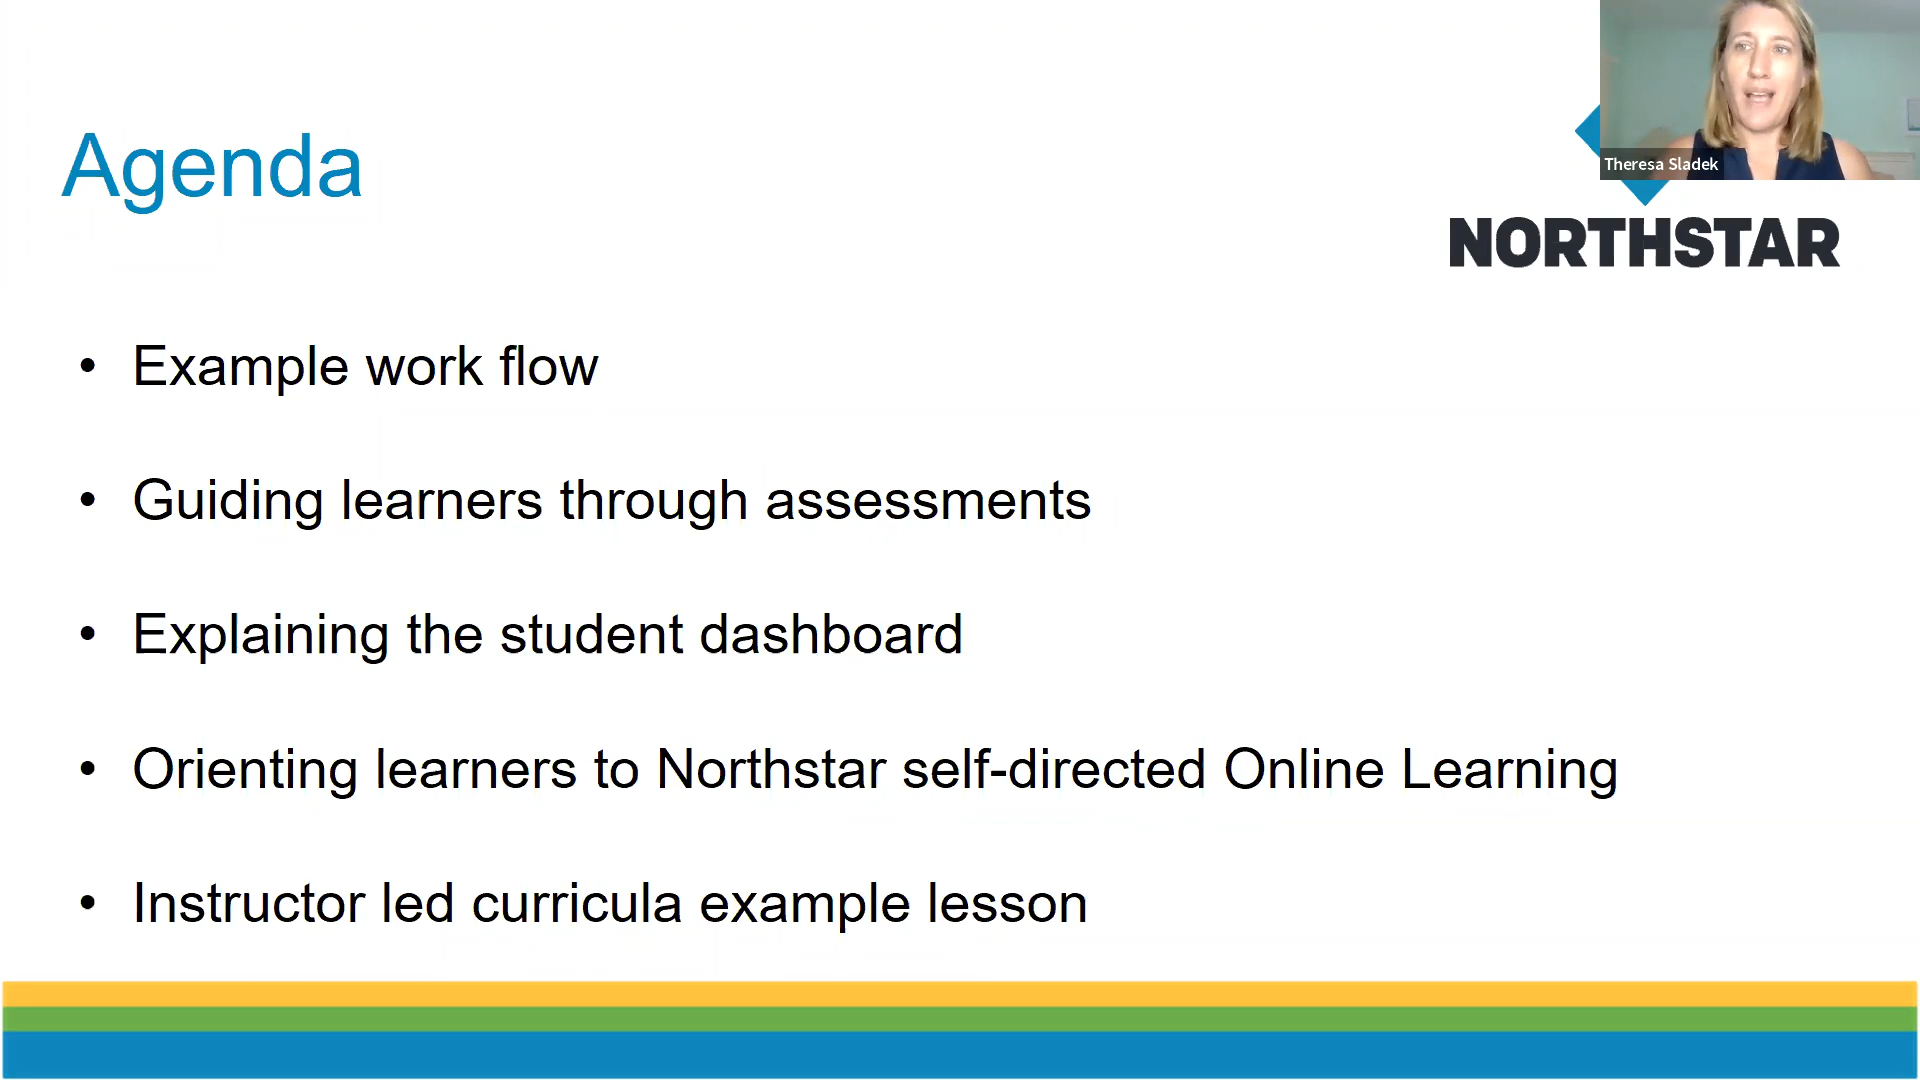 Agenda
Theresa Sladek
NORTHSTAR
• Example work flow
• Guiding learners through assessments
• Explaining the student dashboard
• Orienting learners to Northstar self-directed Online Learning
• Instructor led curricula example lesson